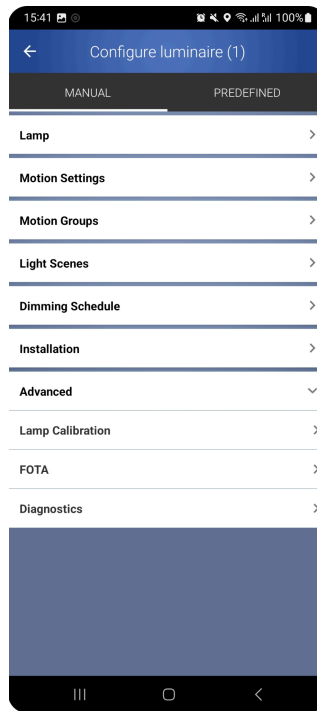 15:41 100%
Configure luminaire (1)
MANUAL PREDEFINED
Lamp
Motion Settings
Motion Groups
Light Scenes
Dimming Schedule
Installation
Advanced
Lamp Calibration
FOTA
Diagnostics